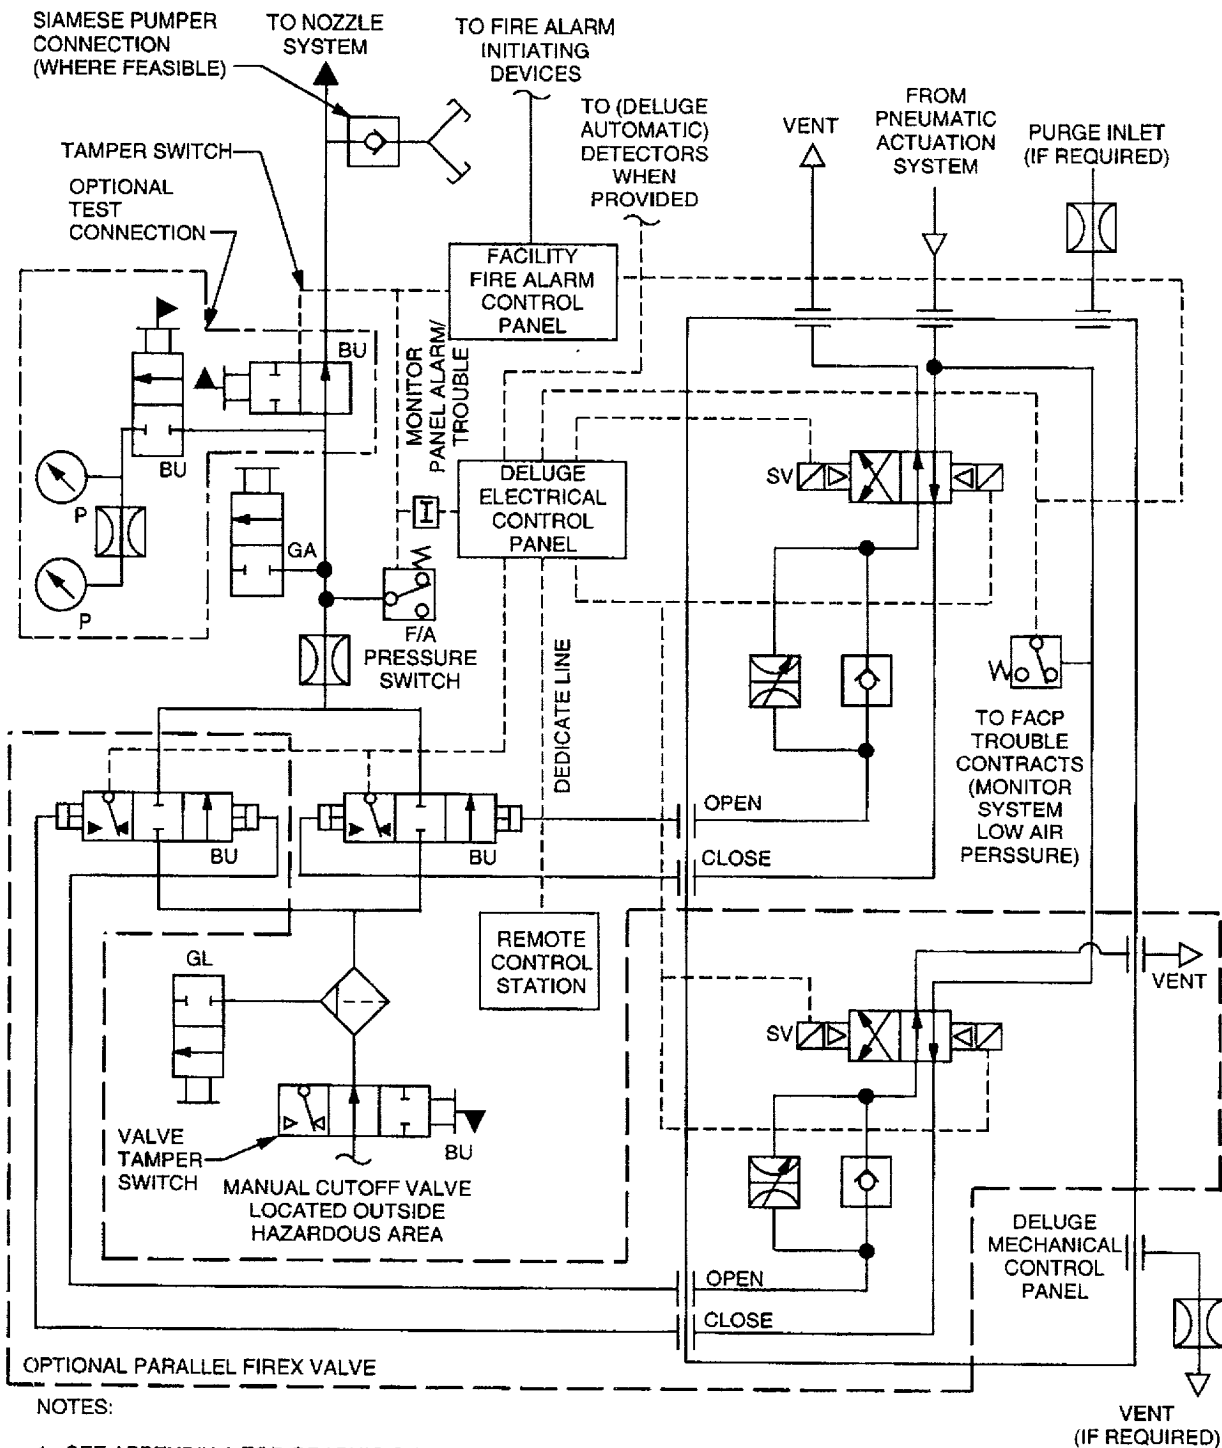 SIAMESE PUMPER
CONNECTION
(WHERE FEASIBLE)
TO NOZZLE
SYSTEM
TO FIRE ALARM
INITIATING
DEVICES
TO (DELUGE
AUTOMATIC)
DETECTORS
WHEN
PROVIDED
VENT
FROM
PNEUMATIC
ACTUATION
SYSTEM
PURGE INLET
(IF REQUIRED)
TAMPER SWITCH
OPTIONAL
TEST
CONNECTION
FACILITY
FIRE ALARM
CONTROL
PANEL
BU
MONITOR
PANEL ALARM/
TROUBLE
BU
P
P
GA
DELUGE
ELECTRICAL
CONTROL
PANEL
SV
I
F/A
PRESSURE
SWITCH
DEDICATE LINE
TO FACP
TROUBLE
CONTRACTS
(MONITOR
SYSTEM
LOW AIR
PERSSURE)
BU
BU
OPEN
CLOSE
REMOTE
CONTROL
STATION
GL
VENT
SV
VALVE
TAMPER
SWITCH
BU
MANUAL CUTOFF VALVE
LOCATED OUTSIDE
HAZARDOUS AREA
DELUGE
MECHANICAL
CONTROL
PANEL
OPEN
CLOSE
OPTIONAL PARALLEL FIREX VALVE
VENT
(IF REQUIRED)
NOTES: